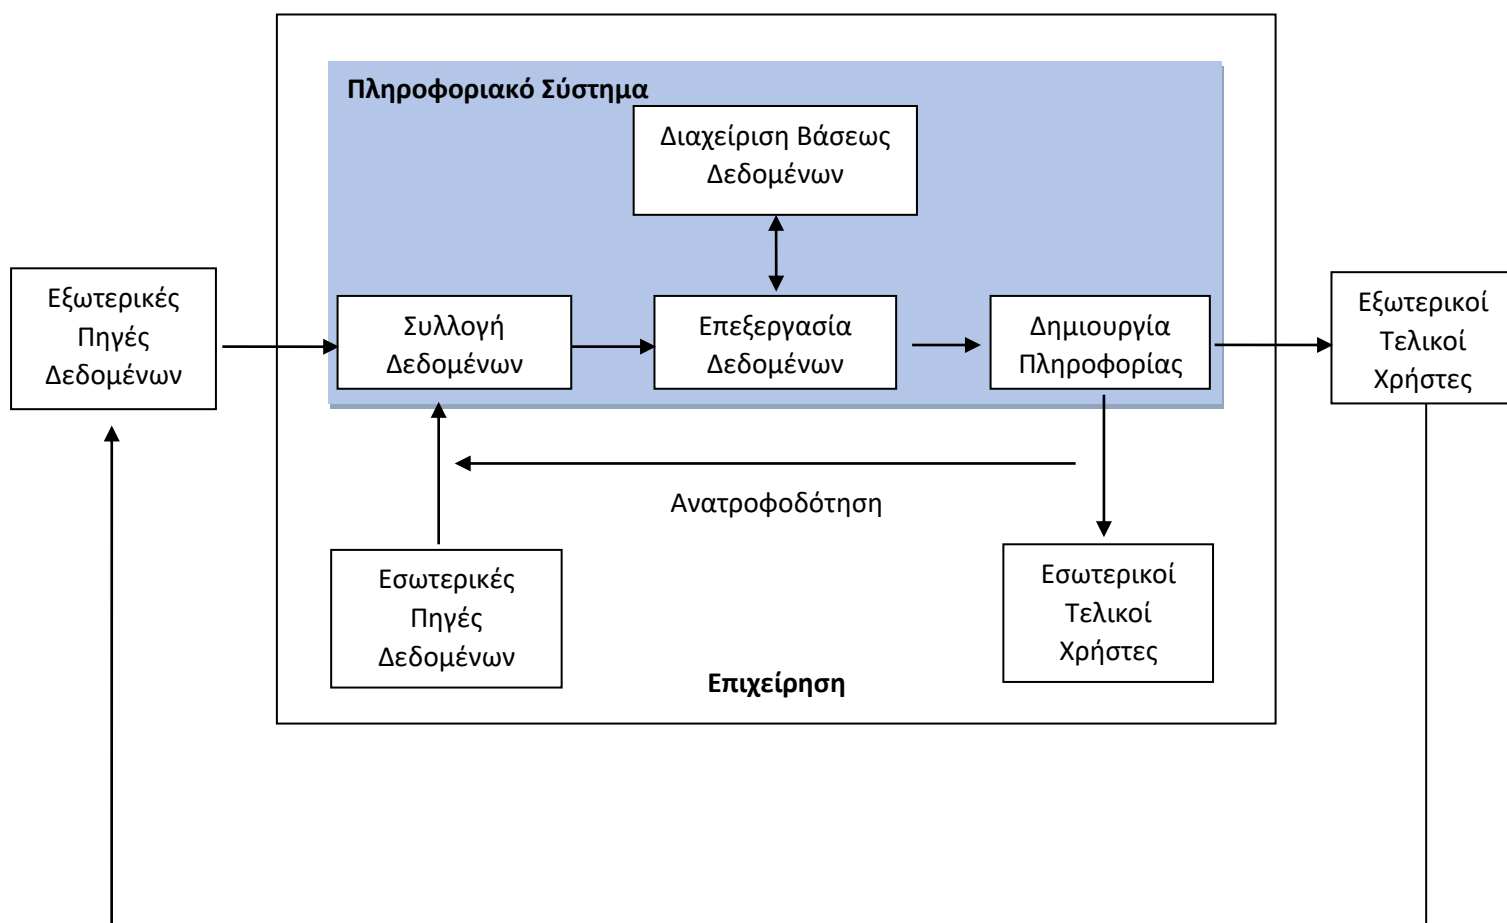 Πληροφοριακό Σύστημα
Διαχείριση Βάσεως
Δεδομένων
Εξωτερικές
Πηγές
Δεδομένων
Συλλογή
Δεδομένων
Επεξεργασία
Δεδομένων
Δημιουργία
Πληροφορίας
Εξωτερικοί
Τελικοί
Χρήστες
Ανατροφοδότηση
Εσωτερικές
Πηγές
Δεδομένων
Εσωτερικοί
Τελικοί
Χρήστες
Επιχείρηση